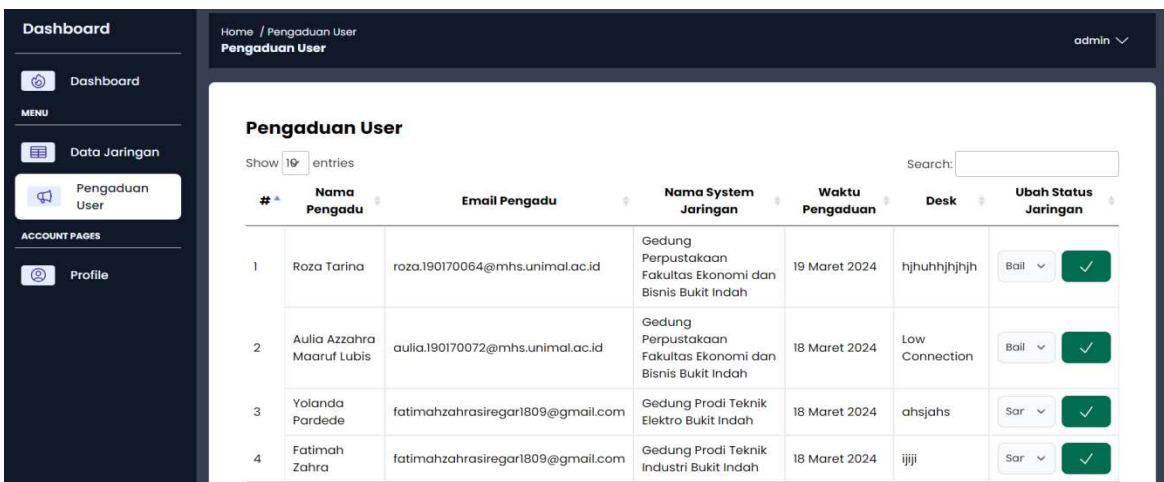 Dashboard
Home / Pengaduan User
Pengaduan User
admin
Dashboard
MENU
Data Jaringan
Pengaduan
User
ACCOUNT PAGES
Profile
Pengaduan User
Show 10 entries
Search:
# Nama Pengadu Email Pengadu Nama System Jaringan Waktu Pengaduan Desk Ubah Status Jaringan
1 Roza Tarina roza.190170064@mhs.unimal.ac.id Gedung Perpustakaan Fakultas Ekonomi dan Bisnis Bukit Indah 19 Maret 2024 hjhuhhjhjhjh Bail
2 Aulia Azzahra Maaruf Lubis aulia.190170072@mhs.unimal.ac.id Gedung Perpustakaan Fakultas Ekonomi dan Bisnis Bukit Indah 18 Maret 2024 Low Connection Bail
3 Yolanda Pardede fatimahzahrasiregar1809@gmail.com Gedung Prodi Teknik Elektro Bukit Indah 18 Maret 2024 ahsjahs Sar
4 Fatimah Zahra fatimahzahrasiregar1809@gmail.com Gedung Prodi Teknik Industri Bukit Indah 18 Maret 2024 ijiji Sar